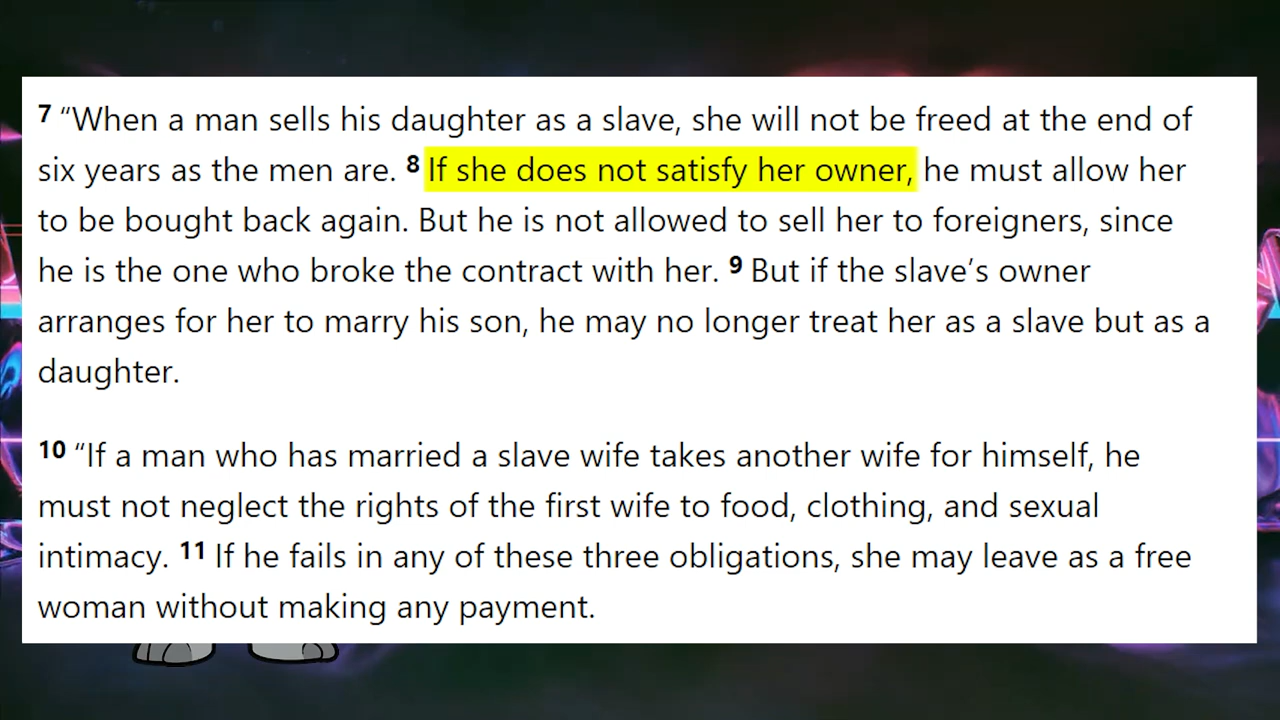 7 “When a man sells his daughter as a slave, she will not be freed at the end of
six years as the men are. 8 If she does not satisfy her owner, he must allow her
to be bought back again. But he is not allowed to sell her to foreigners, since
he is the one who broke the contract with her. 9 But if the slave’s owner
arranges for her to marry his son, he may no longer treat her as a slave but as a
daughter.
10 “If a man who has married a slave wife takes another wife for himself, he
must not neglect the rights of the first wife to food, clothing, and sexual
intimacy. 11 If he fails in any of these three obligations, she may leave as a free
woman without making any payment.